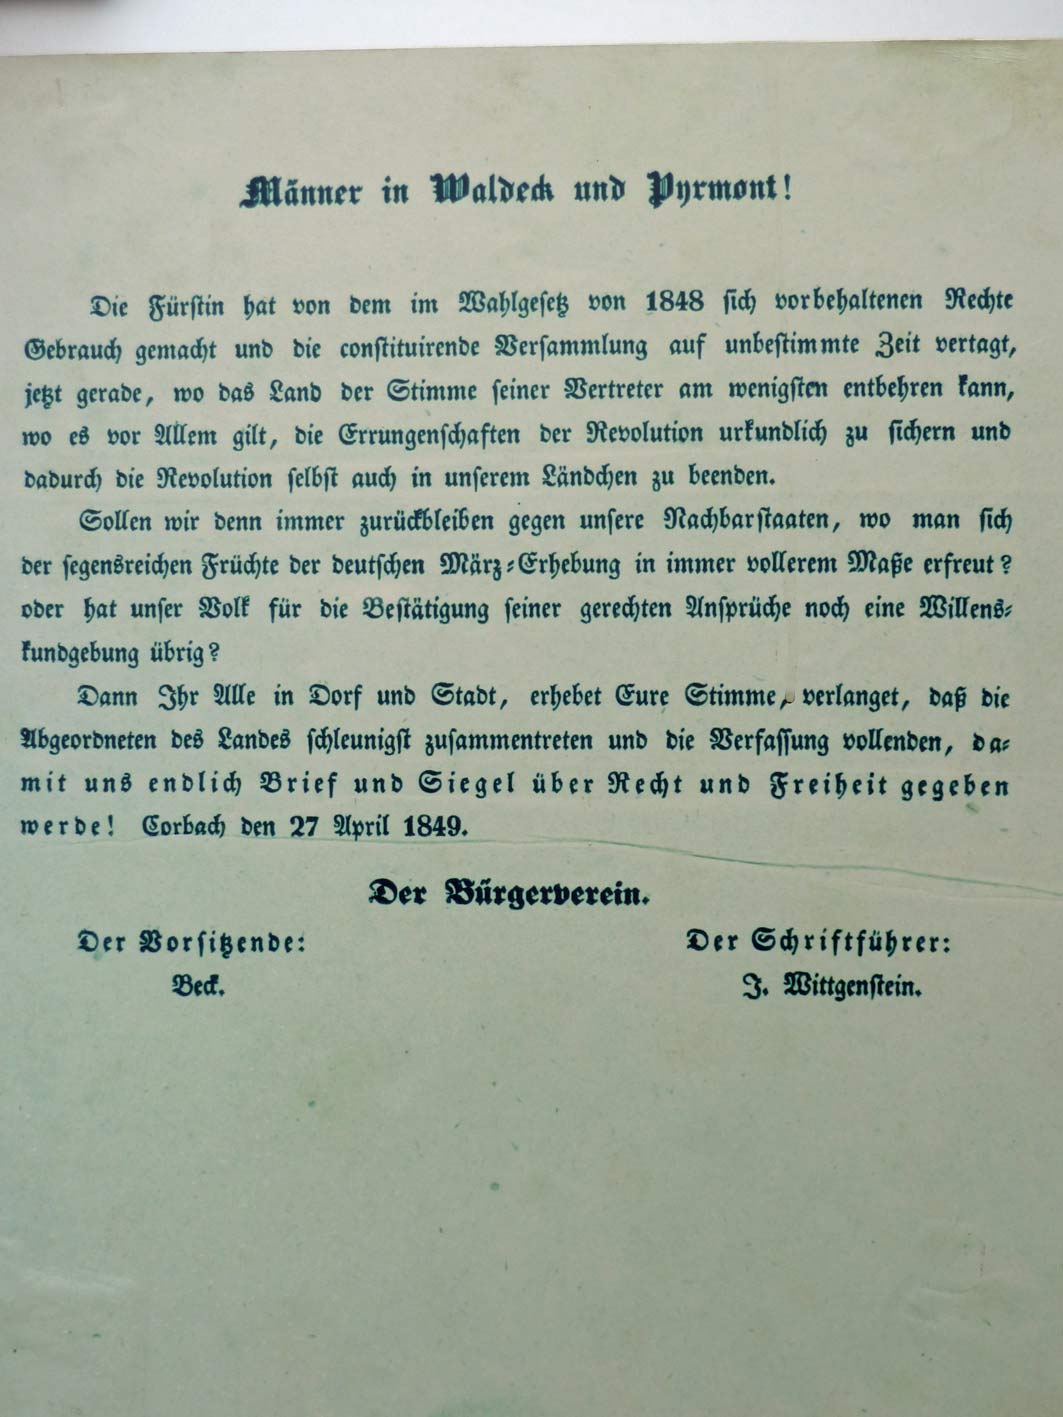 Männer in Waldeck und Pyrmont!
Die Fürstin hat von dem im Wahlgesetz von 1848 sich vorbehaltenen Rechte
Gebrauch gemacht und die constituirende Versammlung auf unbestimmte Zeit vertagt,
jetzt gerade, wo das Land der Stimme seiner Vertreter am wenigsten entbehren kann,
wo es vor Allem gilt, die Errungenschaften der Revolution urkundlich zu sichern und
dadurch die Revolution selbst auch in unserem Ländchen zu beenden.
Sollen wir denn immer zurückbleiben gegen unsere Nachbarstaaten, wo man sich
der segensreichen Früchte der deutschen März-Erhebung in immer vollerem Maße erfreut?
oder hat unser Volk für die Bestätigung seiner gerechten Ansprüche noch eine Willens-
kundgebung übrig?
Dann Ihr Alle in Dorf und Stadt, erhebet Eure Stimme, verlanget, daß die
Abgeordneten des Landes schleunigst zusammentreten und die Verfassung vollenden, da-
mit uns endlich Brief und Siegel über Recht und Freiheit gegeben
werde! Corbach den 27 April 1849.
Der Bürgerverein.
Der Vorsitzende: Der Schriftführer:
Beck. J. Wittgenstein.